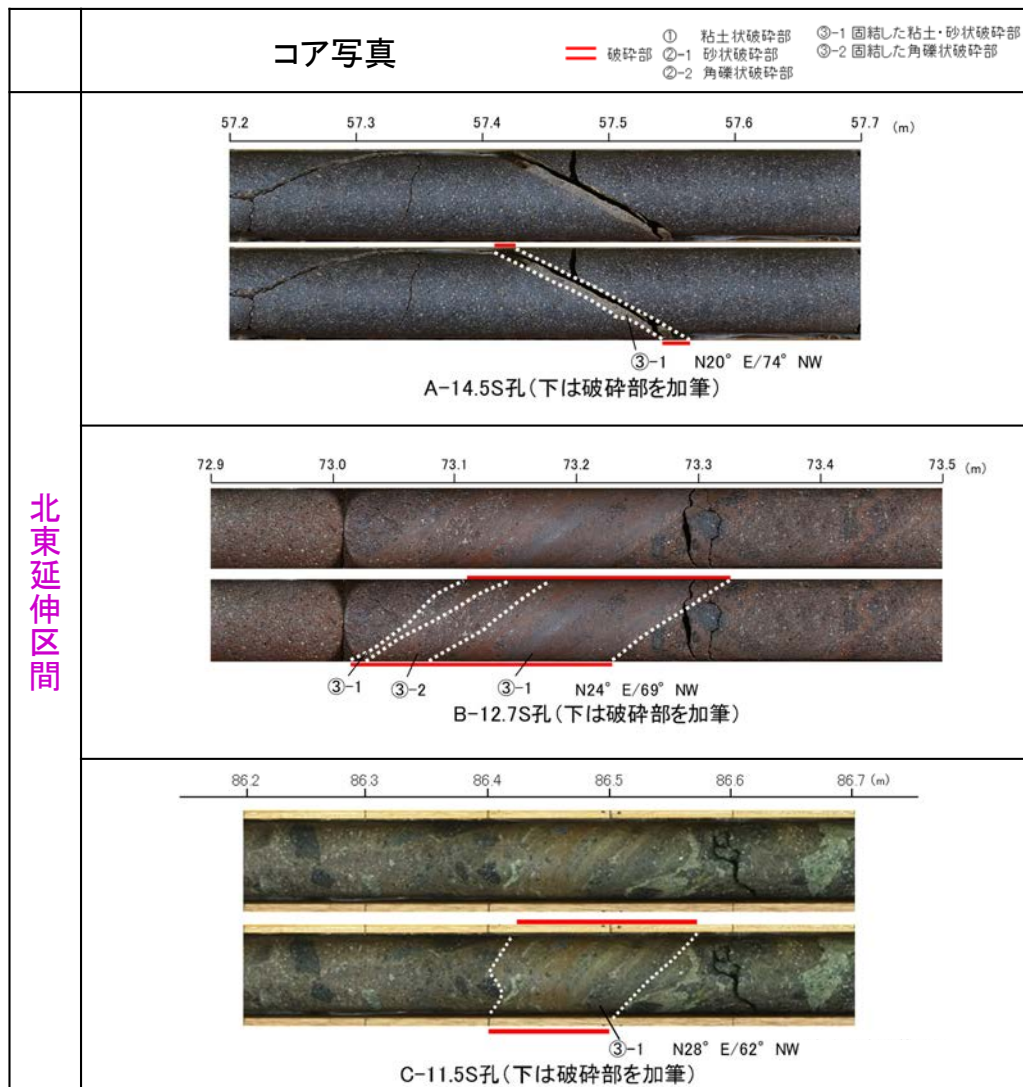 コア写真
破砕部
① 粘土状破砕部
②-1 砂状破砕部
②-2 角礫状破砕部
③-1 固結した粘土・砂状破砕部
③-2 固結した角礫状破砕部
北東延伸区間
57.2 57.3 57.4 57.5 57.6 57.7 (m)
③-1 N20° E/74° NW
A-14.5S孔(下は破砕部を加筆)
72.9 73.0 73.1 73.2 73.3 73.4 73.5 (m)
③-1 ③-2 ③-1 N24° E/69° NW
B-12.7S孔(下は破砕部を加筆)
86.2 86.3 86.4 86.5 86.6 86.7 (m)
③-1 N28° E/62° NW
C-11.5S孔(下は破砕部を加筆)